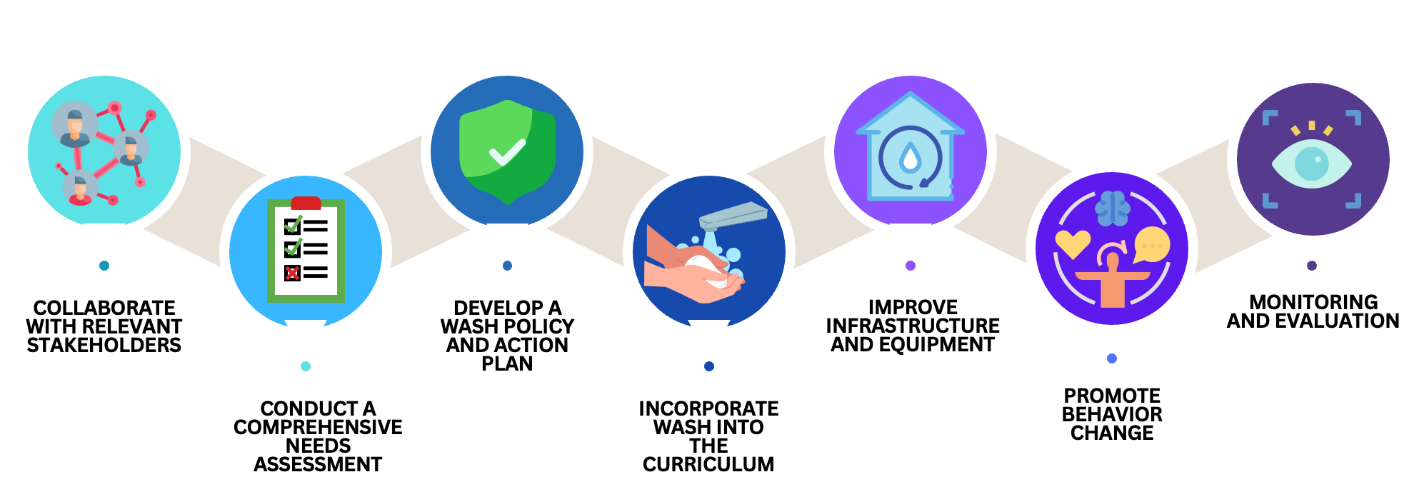 COLLABORATE
WITH RELEVANT
STAKEHOLDERS
CONDUCT A
COMPREHENSIVE
NEEDS
ASSESSMENT
DEVELOP A
WASH POLICY
AND ACTION
PLAN
INCORPORATE
WASH INTO
THE
CURRICULUM
IMPROVE
INFRASTRUCTURE
AND EQUIPMENT
PROMOTE
BEHAVIOR
CHANGE
MONITORING
AND EVALUATION